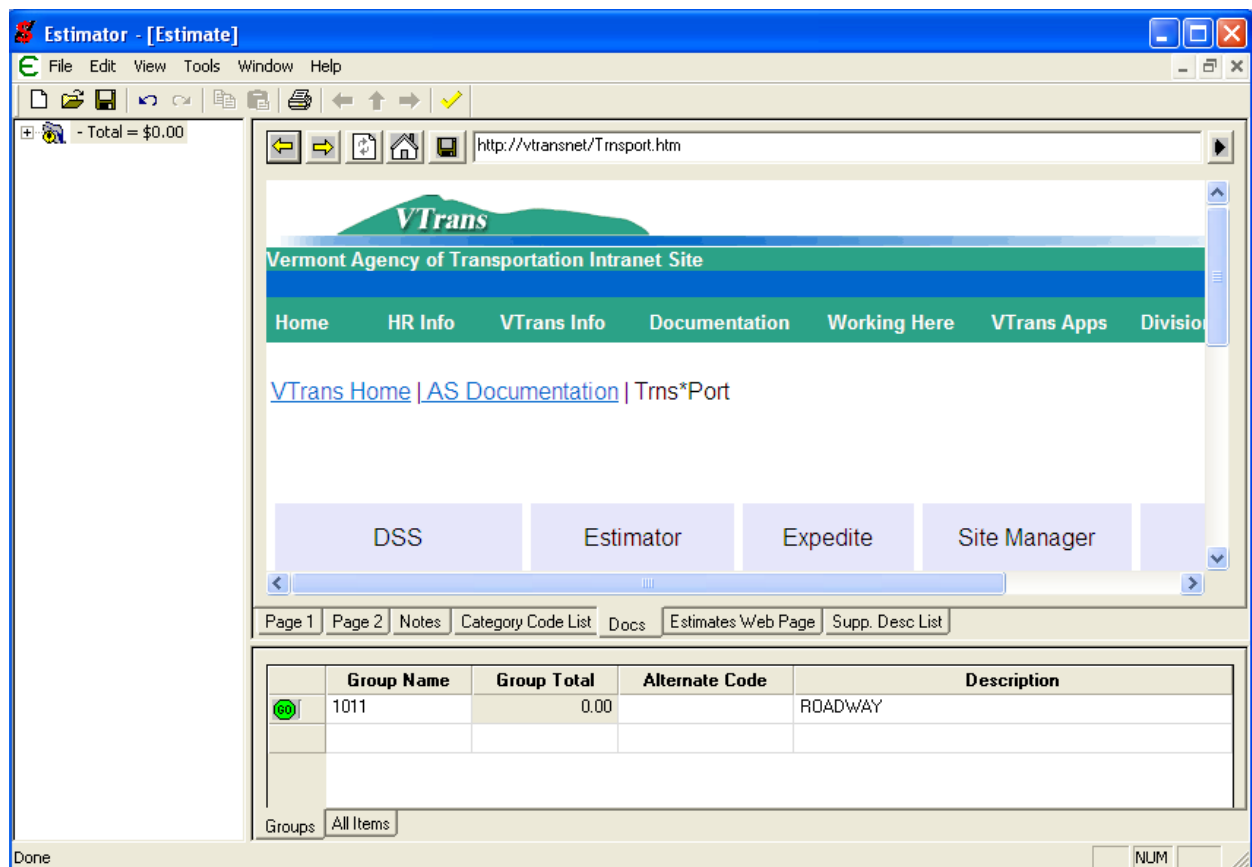 Estimator - [Estimate]
File Edit View Tools Window Help
- Total = $0.00
http://vtransnet/Trnsport.htm
VTrans
Vermont Agency of Transportation Intranet Site
Home HR Info VTrans Info Documentation Working Here VTrans Apps Division
VTrans Home | AS Documentation | Trns*Port
DSS Estimator Expedite Site Manager
Page 1 Page 2 Notes Category Code List Docs Estimates Web Page Supp. Desc List
Group Name Group Total Alternate Code Description
GO 1011 0.00 ROADWAY
Groups All Items
Done NUM